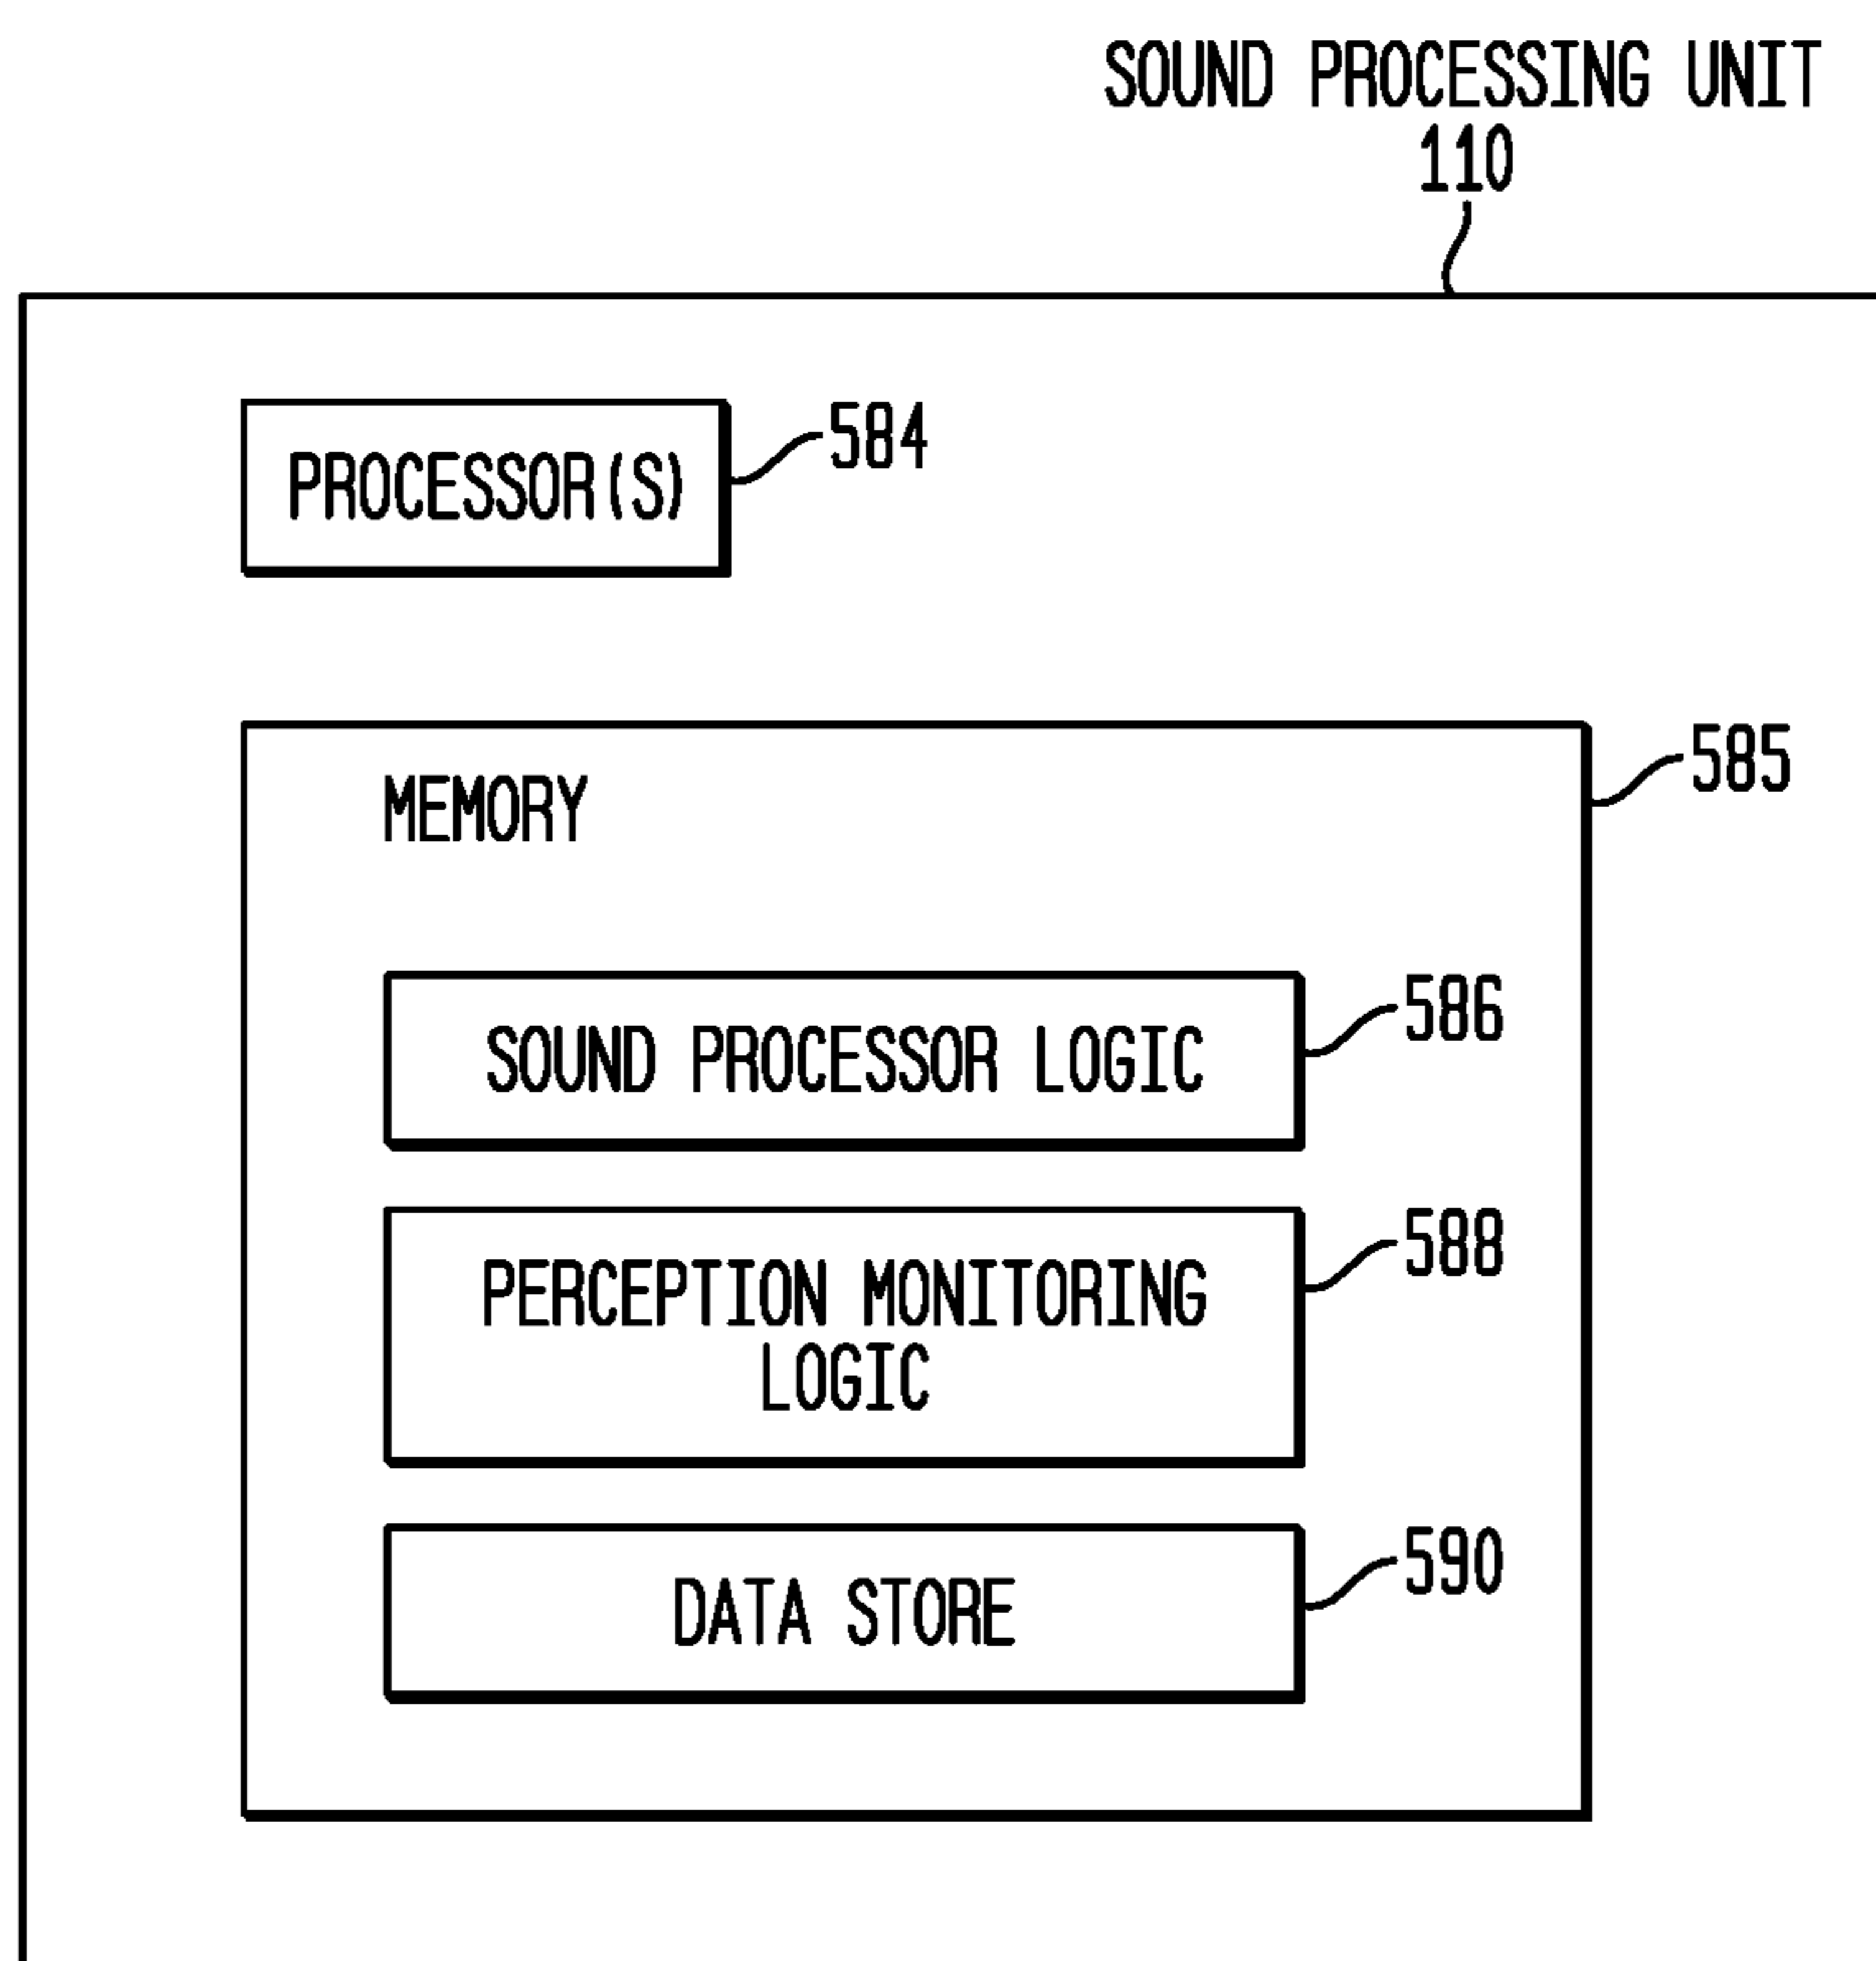 SOUND PROCESSING UNIT
110
PROCESSOR(S)
584
MEMORY
585
SOUND PROCESSOR LOGIC
586
PERCEPTION MONITORING
LOGIC
588
DATA STORE
590